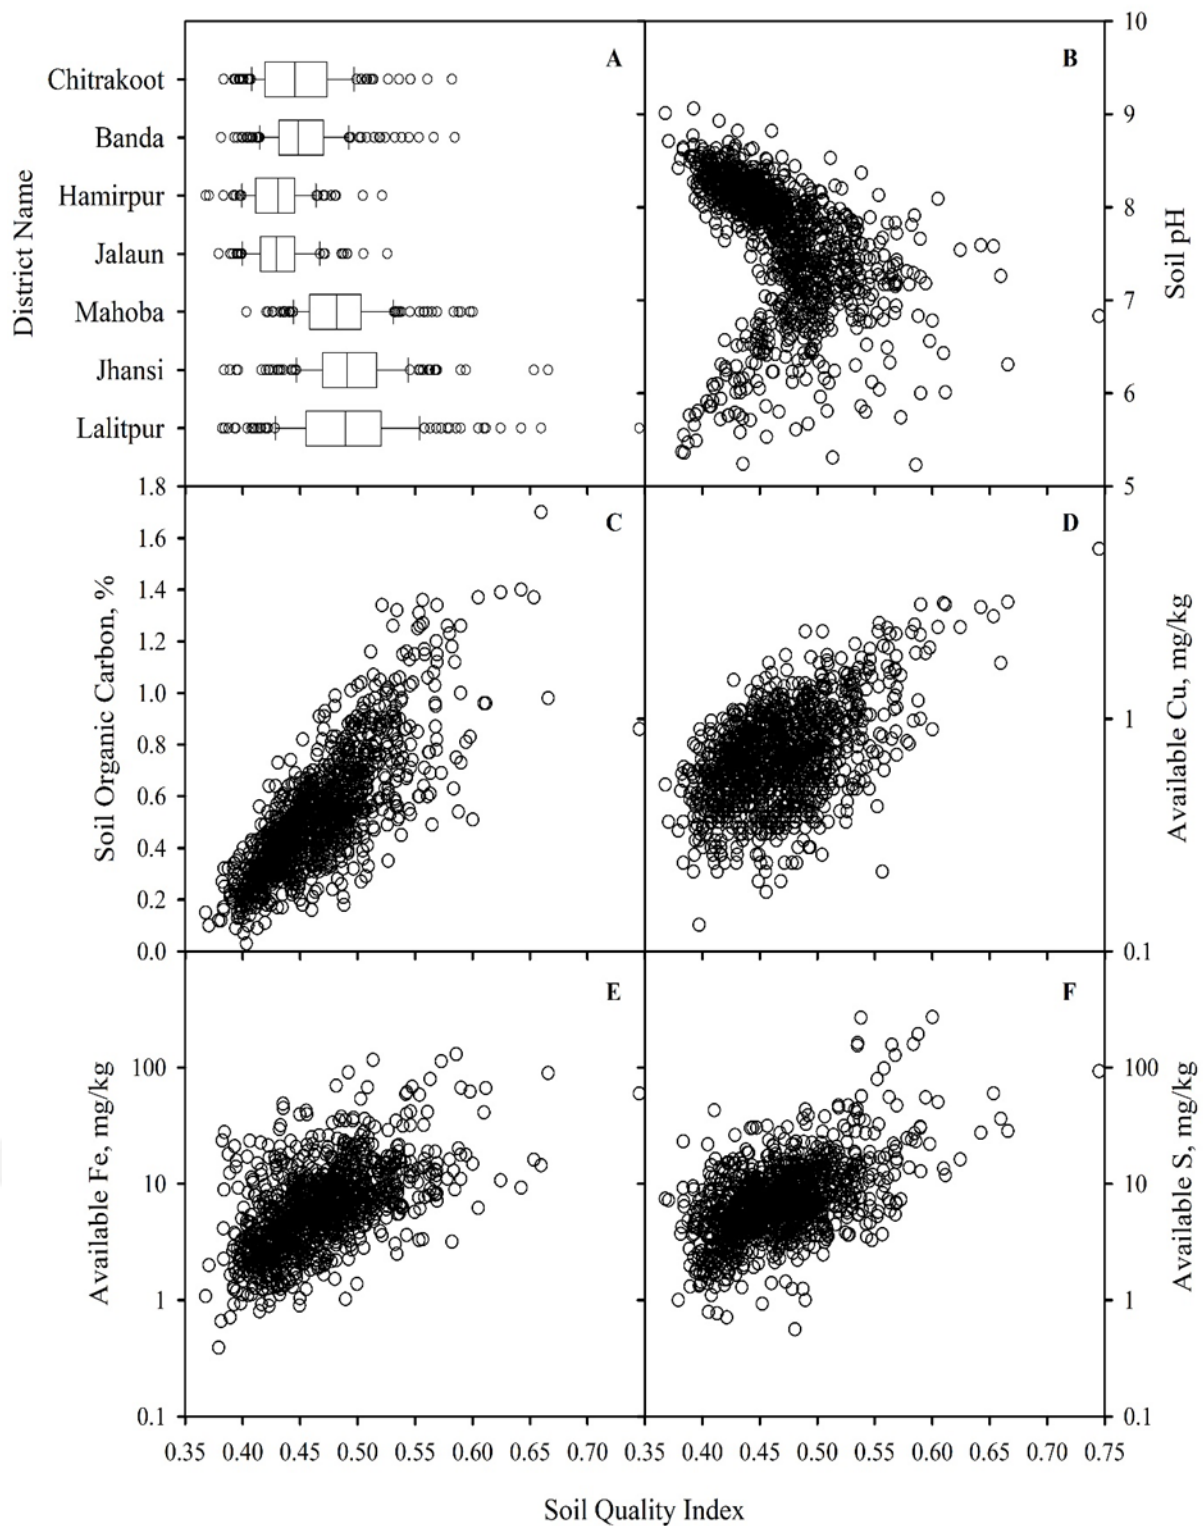 A
B
10
9
8
7
6
5
Soil pH
District Name
Chitrakoot
Banda
Hamirpur
Jalaun
Mahoba
Jhansi
Lalitpur
C
D
1.8
1.6
1.4
1.2
1.0
0.8
0.6
0.4
0.2
0.0
Soil Organic Carbon, %
1
0.1
Available Cu, mg/kg
E
F
100
10
1
0.1
Available Fe, mg/kg
100
10
1
0.1
Available S, mg/kg
0.35 0.40 0.45 0.50 0.55 0.60 0.65 0.35 0.40 0.45 0.50 0.55 0.60 0.65 0.70 0.75
Soil Quality Index